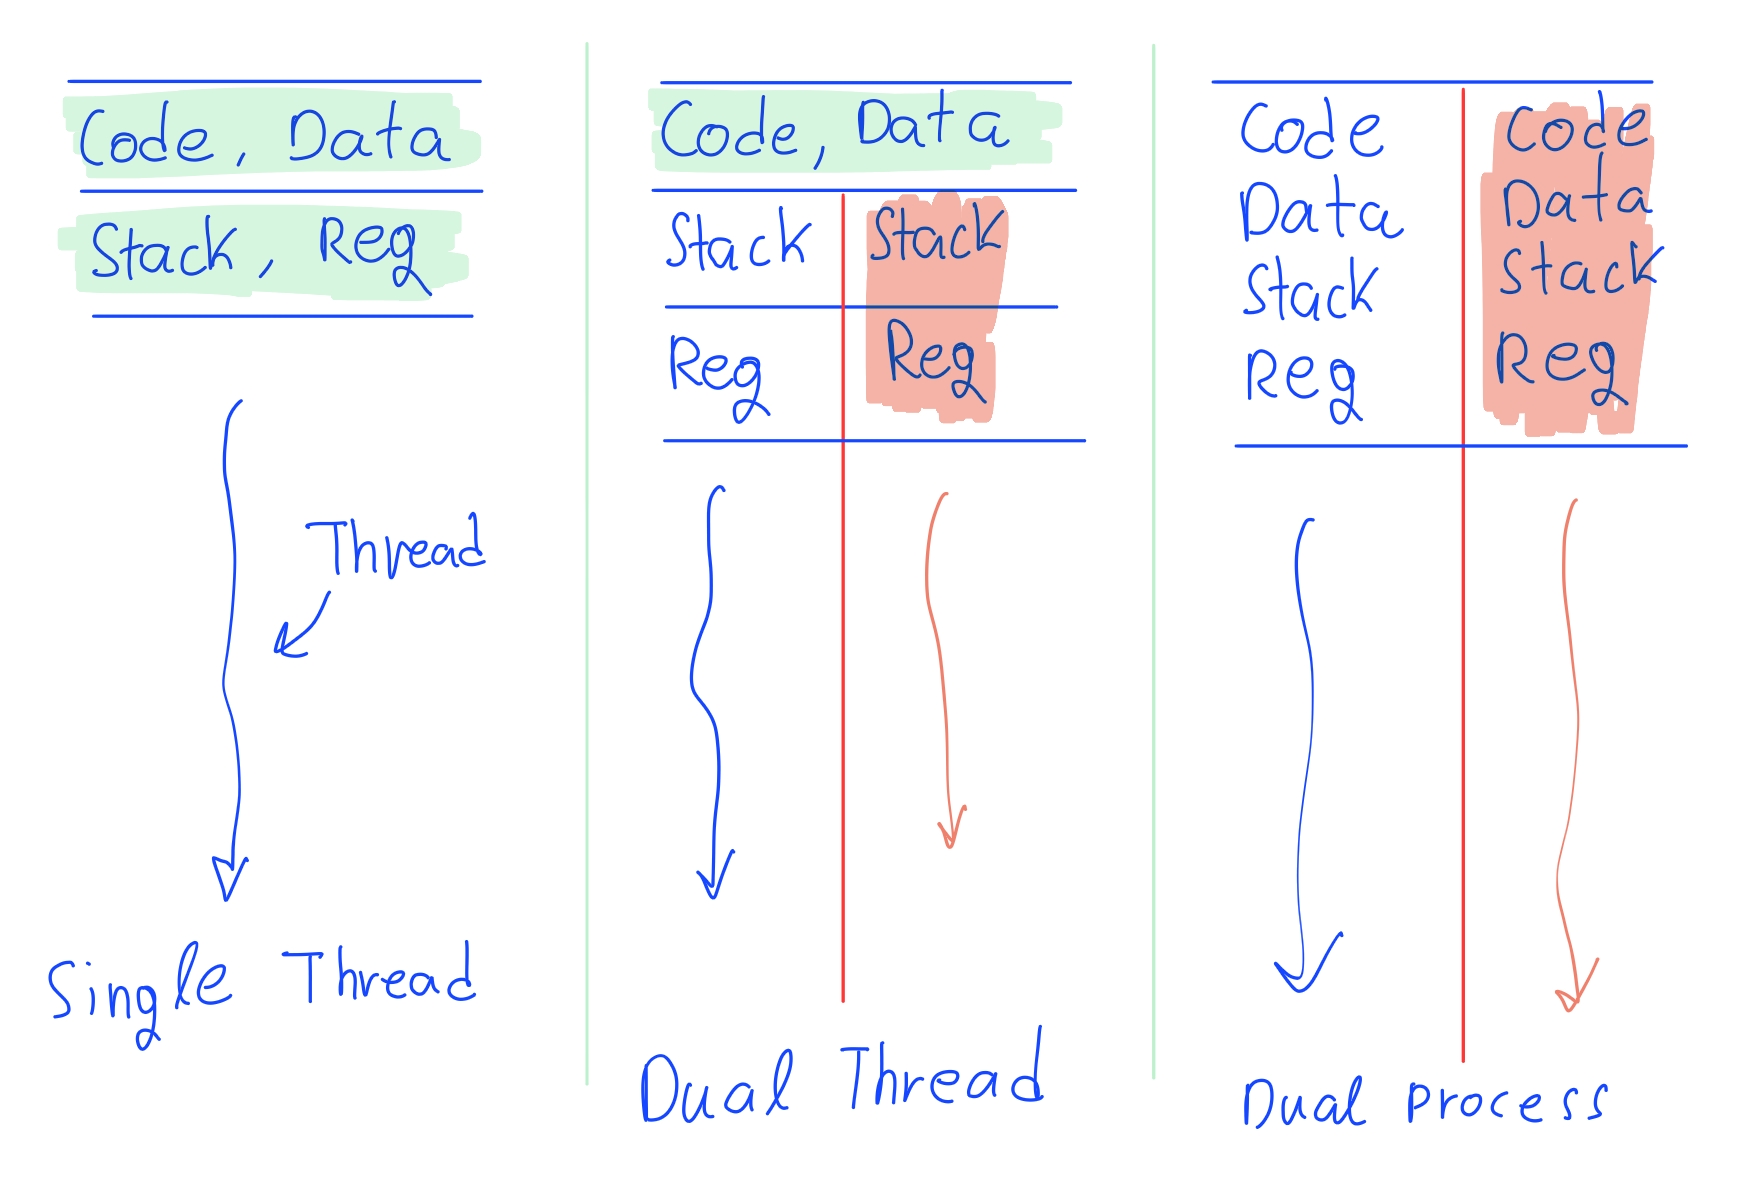 Code, Data
Stack, Reg
Thread
Single Thread
Code, Data
Stack Stack
Reg Reg
Dual Thread
Code Code
Data Data
Stack Stack
Reg Reg
Dual Process